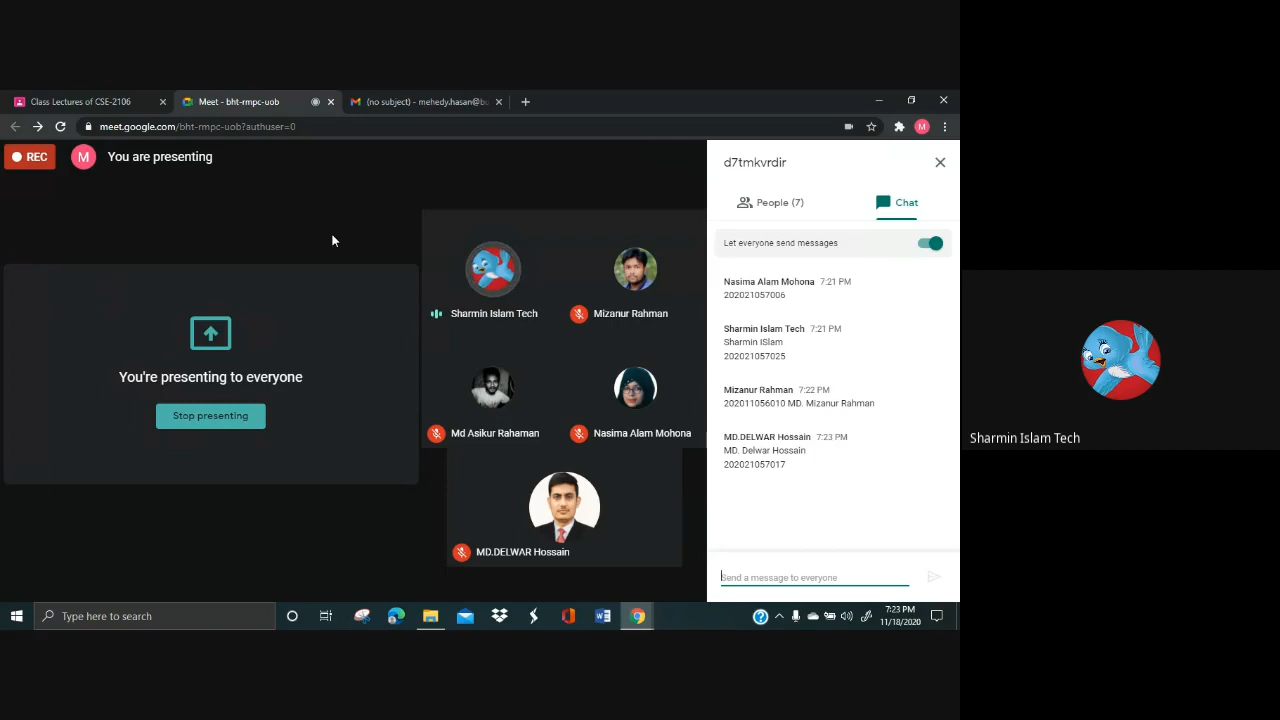 Class Lectures of CSE-2106
Meet - bht-rmpc-uob
(no subject) - mehedy.hasan@bu
meet.google.com/bht-rmpc-uob?authuser=0
M
REC
M
You are presenting
d7tmkvrdir
People (7)
Chat
Let everyone send messages
Nasima Alam Mohona 7:21 PM
202021057006
Sharmin Islam Tech 7:21 PM
Sharmin ISlam
202021057025
Mizanur Rahman 7:22 PM
202011056010 MD. Mizanur Rahman
MD.DELWAR Hossain 7:23 PM
MD. Delwar Hossain
202021057017
Send a message to everyone
You're presenting to everyone
Stop presenting
Sharmin Islam Tech
Mizanur Rahman
Md Asikur Rahaman
Nasima Alam Mohona
MD.DELWAR Hossain
Sharmin Islam Tech
Type here to search
7:23 PM
11/18/2020